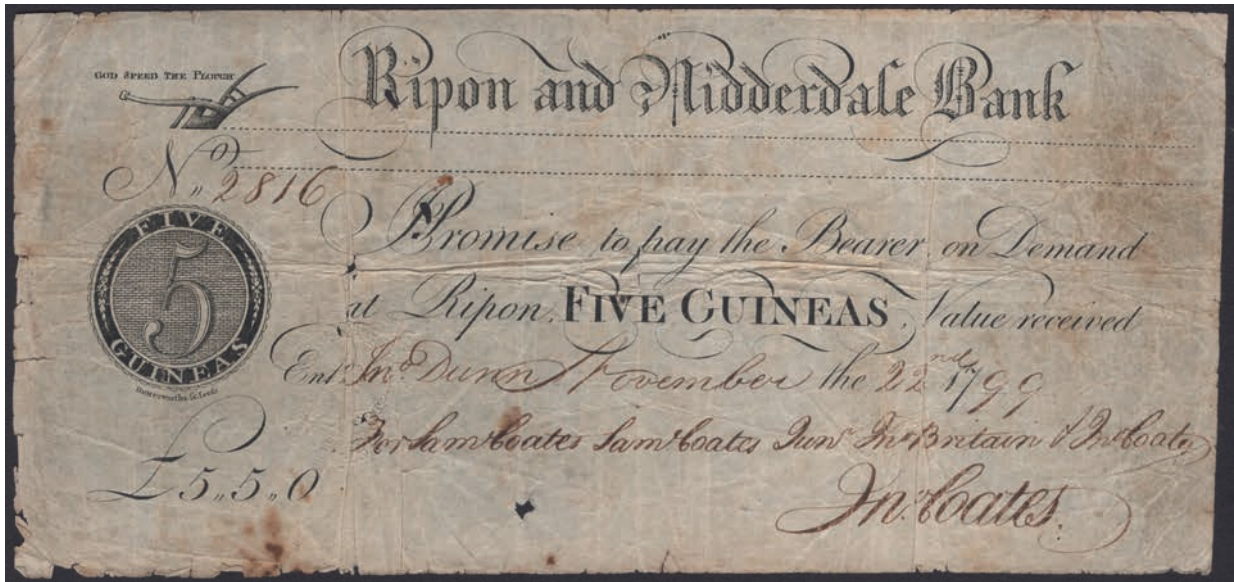 GOD SPEED THE PLOUGH
Ripon and Nidderdale Bank
No 2816
I Promise to pay the Bearer on Demand
at Ripon, FIVE GUINEAS, Value received
Ent. Jno. Dunn November the 22nd 1799
For Saml Coates Saml Coates Junr Jno Britain & Jno Coates
Jno. Coates.
FIVE
5
GUINEAS
£5,,5,,0